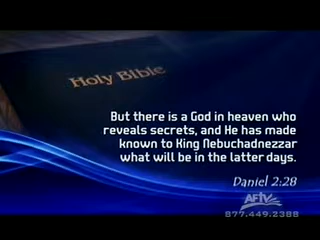 Holy Bible
But there is a God in heaven who
reveals secrets, and He has made
known to King Nebuchadnezzar
what will be in the latter days.
Daniel 2:28
AFTV
877.449.2388